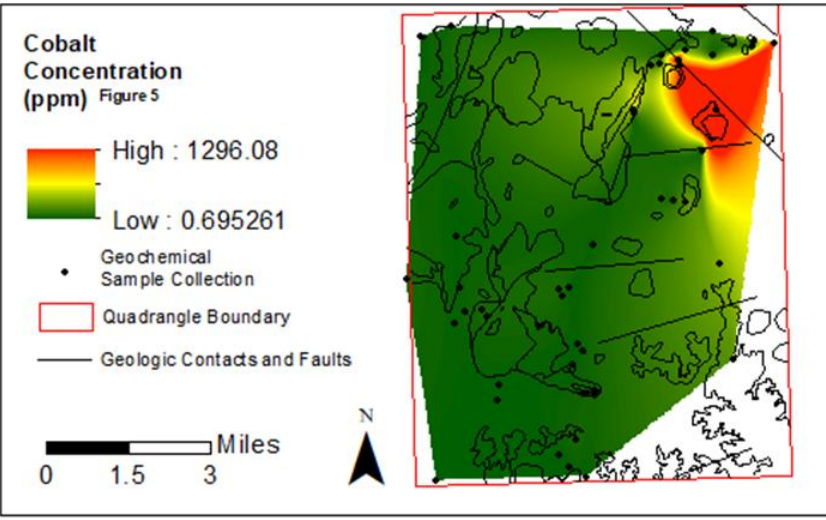 Cobalt
Concentration
(ppm) Figure 5
High : 1296.08
Low : 0.695261
Geochemical
Sample Collection
Quadrangle Boundary
Geologic Contacts and Faults
N
Miles
0 1.5 3